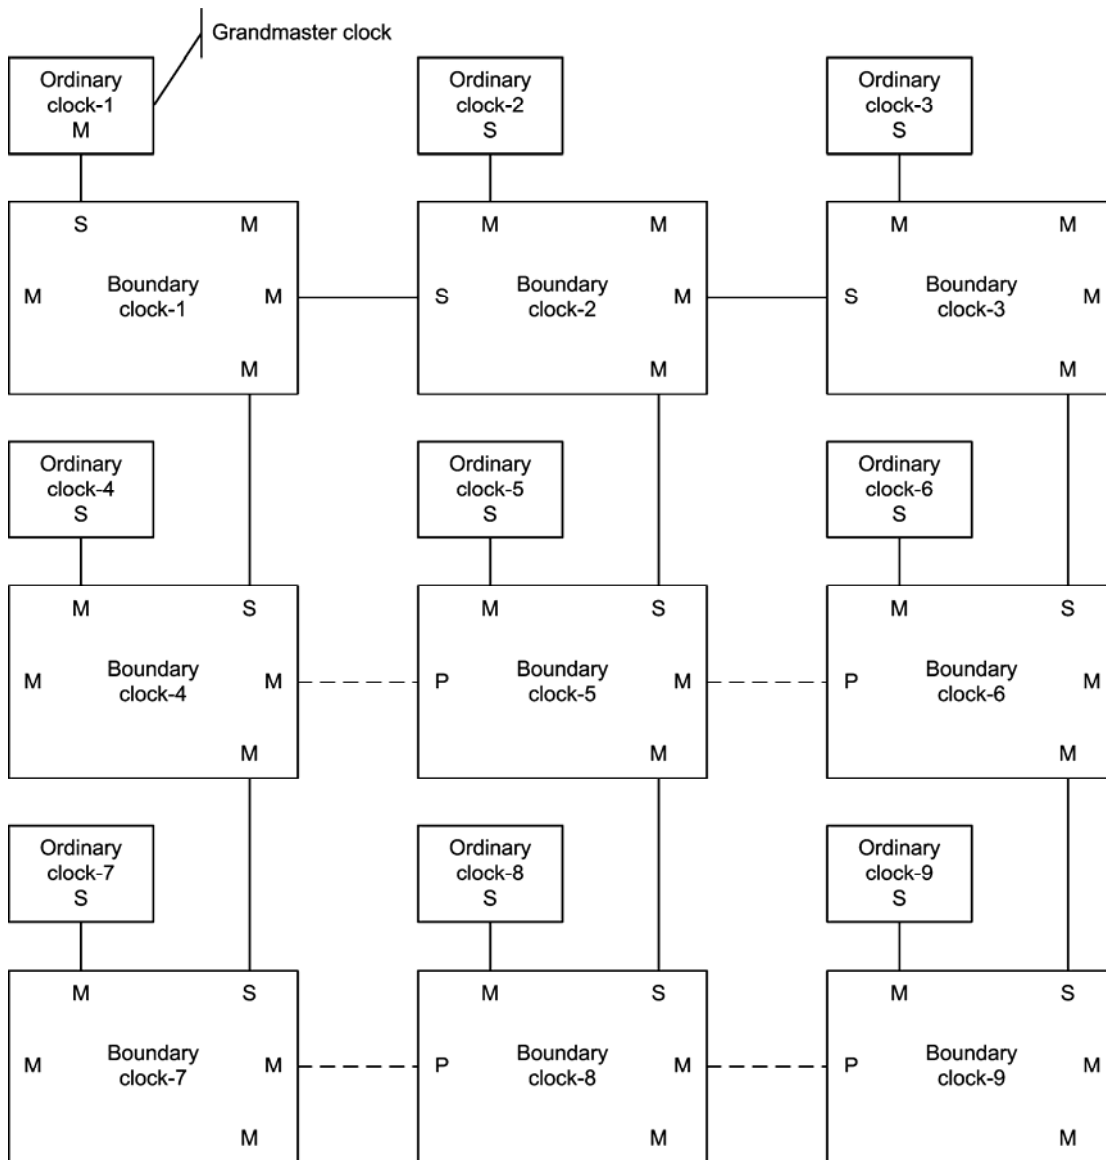 Grandmaster clock
Ordinary
clock-1
M
Ordinary
clock-2
S
Ordinary
clock-3
S
S M
M Boundary
clock-1 M
M
M M
S Boundary
clock-2 M
M
M M
S Boundary
clock-3 M
M
Ordinary
clock-4
S
Ordinary
clock-5
S
Ordinary
clock-6
S
M S
M Boundary
clock-4 M
M
M S
P Boundary
clock-5 M
M
M S
P Boundary
clock-6 M
M
Ordinary
clock-7
S
Ordinary
clock-8
S
Ordinary
clock-9
S
M S
M Boundary
clock-7 M
M
M S
P Boundary
clock-8 M
M
M S
P Boundary
clock-9 M
M